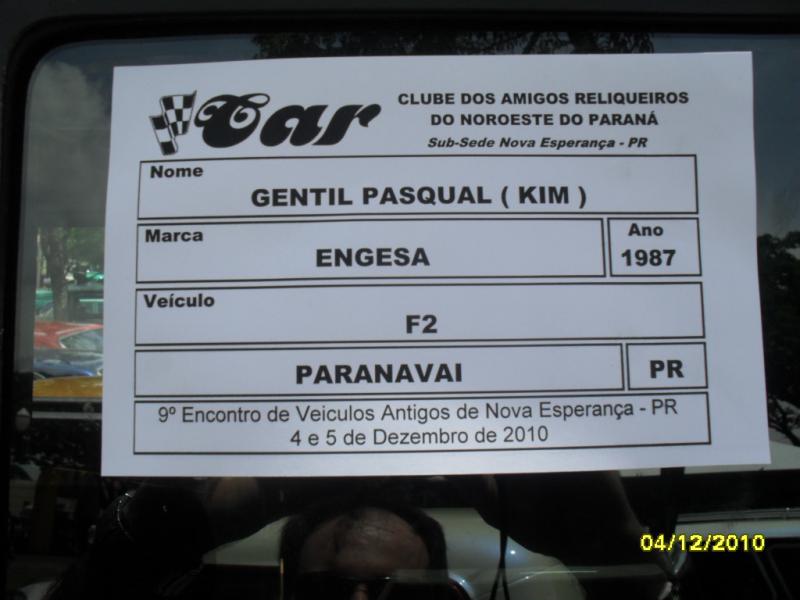 Car
CLUBE DOS AMIGOS RELIQUEIROS
DO NOROESTE DO PARANÁ
Sub-Sede Nova Esperança - PR
Nome
GENTIL PASQUAL ( KIM )
Marca
ENGESA
Ano
1987
Veículo
F2
PARANAVAI
PR
9º Encontro de Veiculos Antigos de Nova Esperança - PR
4 e 5 de Dezembro de 2010
04/12/2010